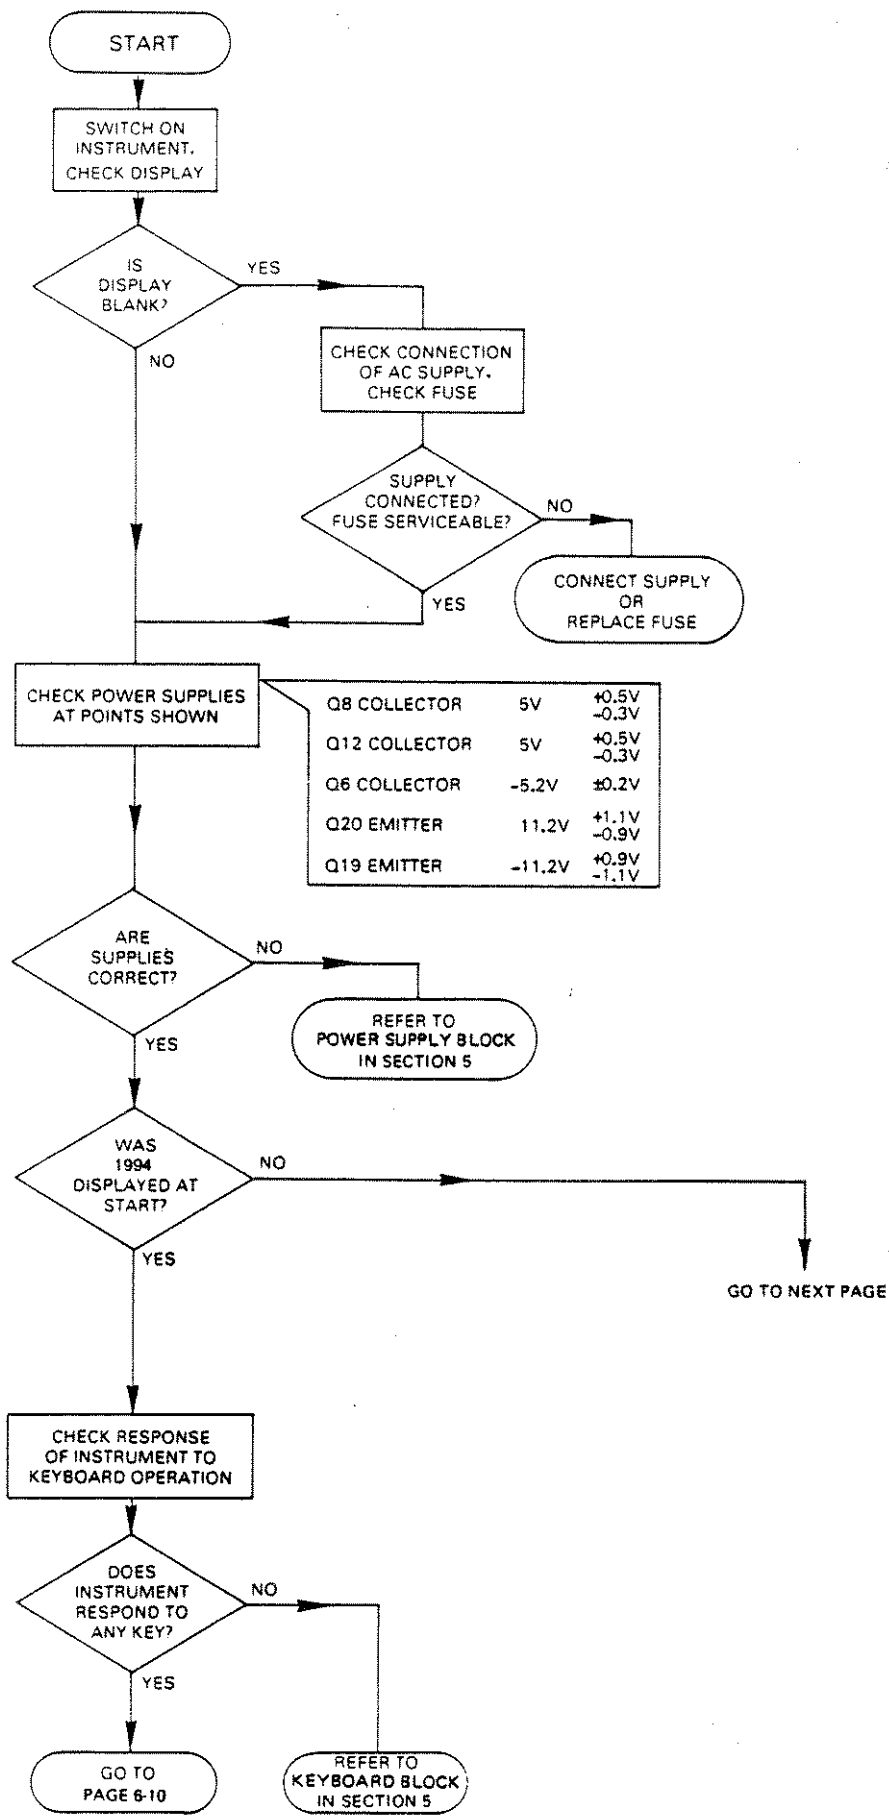 START
SWITCH ON
INSTRUMENT.
CHECK DISPLAY
IS
DISPLAY
BLANK?
YES
NO
CHECK CONNECTION
OF AC SUPPLY.
CHECK FUSE
SUPPLY
CONNECTED?
FUSE SERVICEABLE?
NO
YES
CONNECT SUPPLY
OR
REPLACE FUSE
CHECK POWER SUPPLIES
AT POINTS SHOWN
Q8 COLLECTOR 5V +0.5V
-0.3V
Q12 COLLECTOR 5V +0.5V
-0.3V
Q6 COLLECTOR -5.2V ±0.2V
Q20 EMITTER 11.2V +1.1V
-0.9V
Q19 EMITTER -11.2V +0.9V
-1.1V
ARE
SUPPLIES
CORRECT?
NO
YES
REFER TO
POWER SUPPLY BLOCK
IN SECTION 5
WAS
1994
DISPLAYED AT
START?
NO
YES
GO TO NEXT PAGE
CHECK RESPONSE
OF INSTRUMENT TO
KEYBOARD OPERATION
DOES
INSTRUMENT
RESPOND TO
ANY KEY?
NO
YES
GO TO
PAGE 6-10
REFER TO
KEYBOARD BLOCK
IN SECTION 5